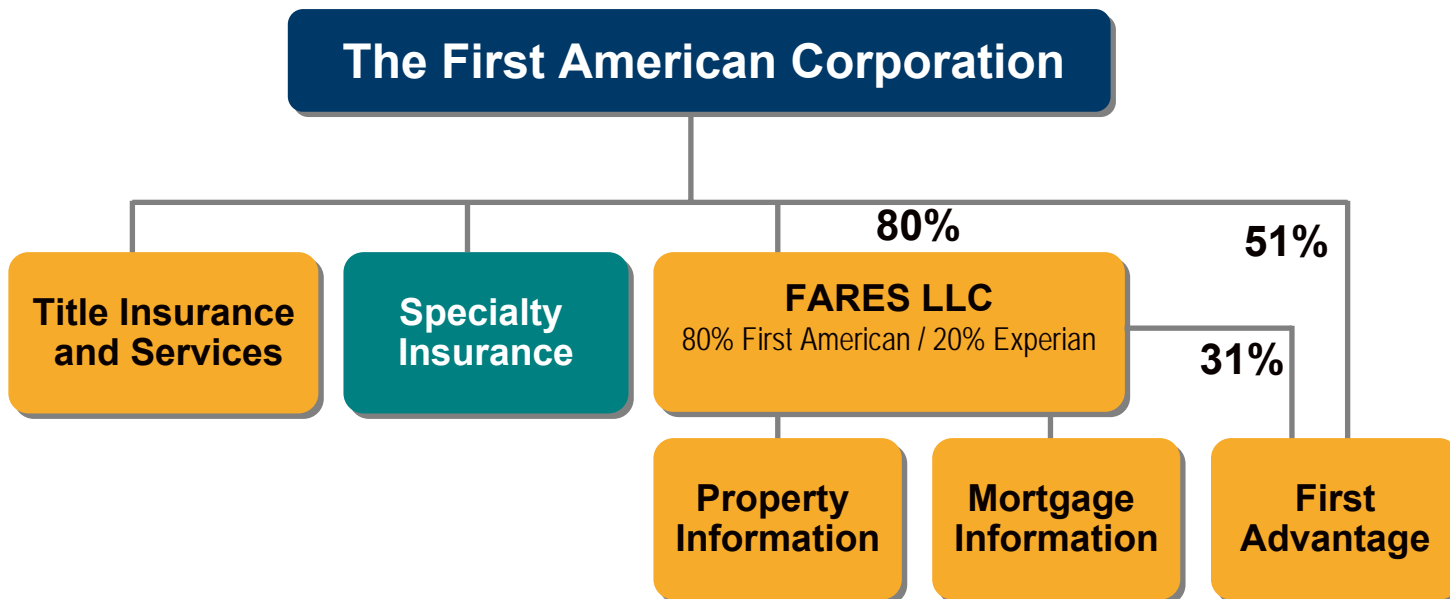 The First American Corporation
80%
51%
Title Insurance
and Services
Specialty
Insurance
FARES LLC
80% First American / 20% Experian
31%
Property
Information
Mortgage
Information
First
Advantage